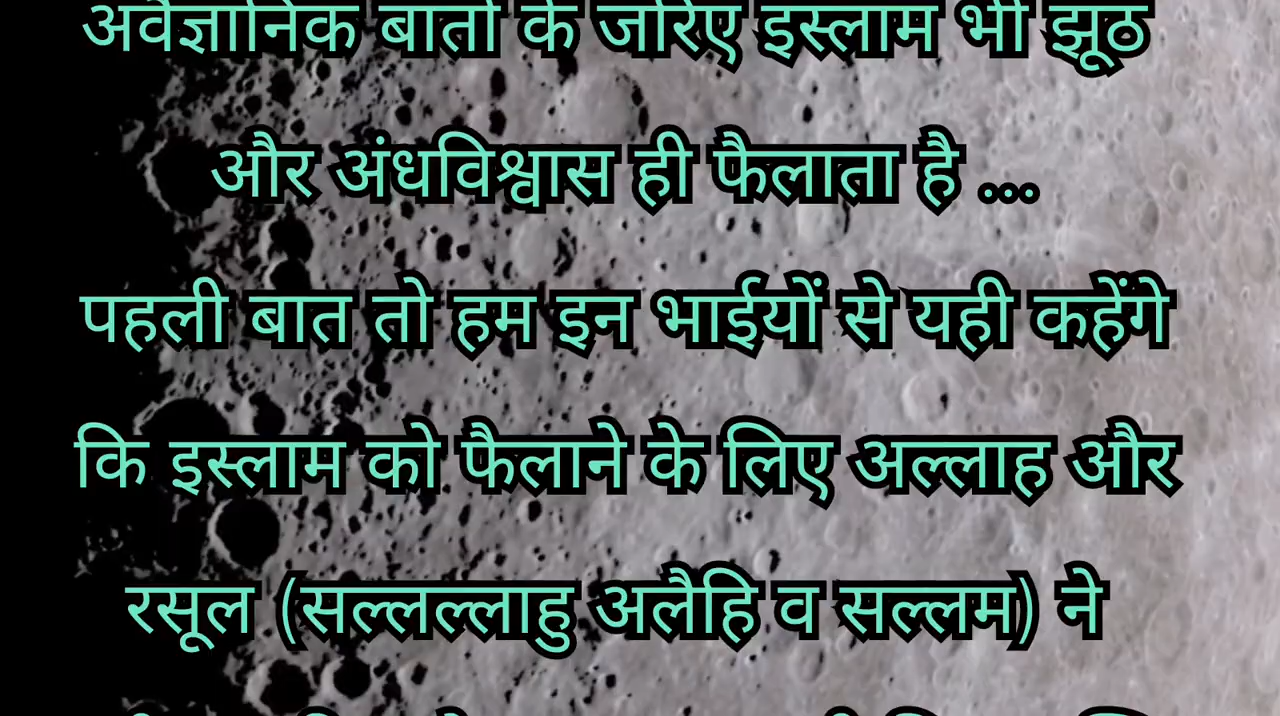 अवैज्ञानिक बातों के जरिए इस्लाम भी झूठ
और अंधविश्वास ही फैलाता है ...
पहली बात तो हम इन भाईयों से यही कहेंगे
कि इस्लाम को फैलाने के लिए अल्लाह और
रसूल (सल्लल्लाहु अलैहि व सल्लम) ने